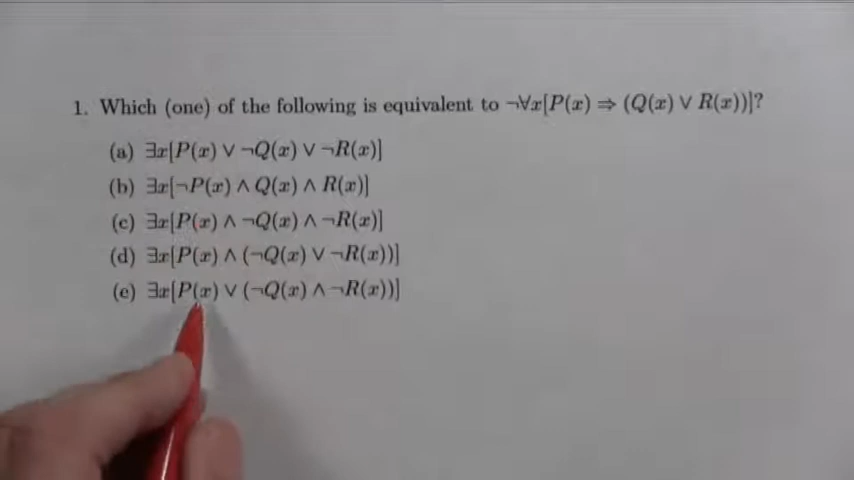 1. Which (one) of the following is equivalent to ¬∀x[P(x) ⇒ (Q(x) ∨ R(x))]?
(a) ∃x[P(x) ∨ ¬Q(x) ∨ ¬R(x)]
(b) ∃x[¬P(x) ∧ Q(x) ∧ R(x)]
(c) ∃x[P(x) ∧ ¬Q(x) ∧ ¬R(x)]
(d) ∃x[P(x) ∧ (¬Q(x) ∨ ¬R(x))]
(e) ∃x[P(x) ∨ (¬Q(x) ∧ ¬R(x))]